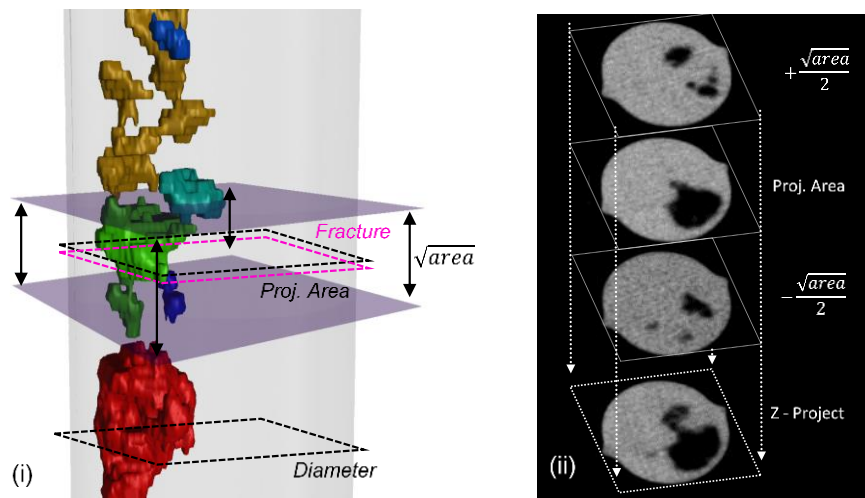 Fracture
√area
Proj. Area
Diameter
(i)
+√area/2
Proj. Area
−√area/2
Z - Project
(ii)